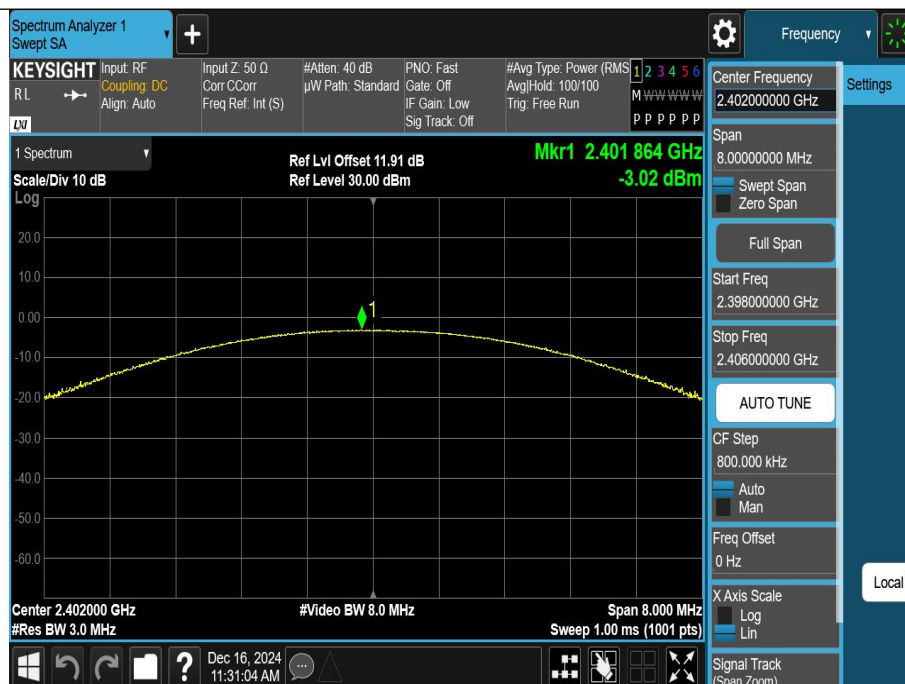 Spectrum Analyzer 1
Swept SA
+
Frequency
KEYSIGHT
RL
LXI
Input: RF
Coupling: DC
Align: Auto
Input Z: 50 Ω
Corr CCorr
Freq Ref: Int (S)
#Atten: 40 dB
µW Path: Standard
PNO: Fast
Gate: Off
IF Gain: Low
Sig Track: Off
#Avg Type: Power (RMS
Avg|Hold: 100/100
Trig: Free Run
1 2 3 4 5 6
M W W W W W
P P P P P P
1 Spectrum
Scale/Div 10 dB
Log
Ref Lvl Offset 11.91 dB
Ref Level 30.00 dBm
Mkr1 2.401 864 GHz
-3.02 dBm
20.0
10.0
0.00
-10.0
-20.0
-30.0
-40.0
-50.0
-60.0
1
Center 2.402000 GHz
#Res BW 3.0 MHz
#Video BW 8.0 MHz
Span 8.000 MHz
Sweep 1.00 ms (1001 pts)
?
Dec 16, 2024
11:31:04 AM
Center Frequency
2.402000000 GHz
Span
8.00000000 MHz
Swept Span
Zero Span
Full Span
Start Freq
2.398000000 GHz
Stop Freq
2.406000000 GHz
AUTO TUNE
CF Step
800.000 kHz
Auto
Man
Freq Offset
0 Hz
X Axis Scale
Log
Lin
Signal Track
(Span Zoom)
Settings
Local